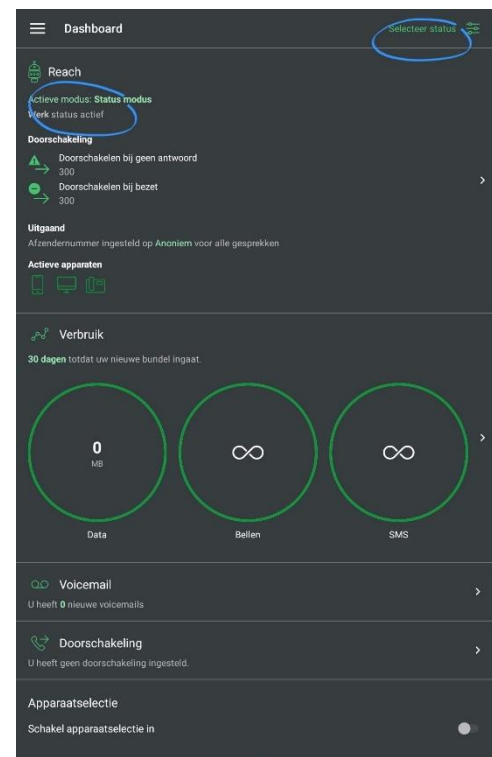 Dashboard
Selecteer status
Reach
Actieve modus: Status modus
Werk status actief
Doorschakeling
Doorschakelen bij geen antwoord
300
Doorschakelen bij bezet
300
Uitgaand
Afzendernummer ingesteld op Anoniem voor alle gesprekken
Actieve apparaten
Verbruik
30 dagen totdat uw nieuwe bundel ingaat.
0
MB
Data
Bellen
SMS
Voicemail
U heeft 0 nieuwe voicemails
Doorschakeling
U heeft geen doorschakeling ingesteld.
Apparaatselectie
Schakel apparaatselectie in